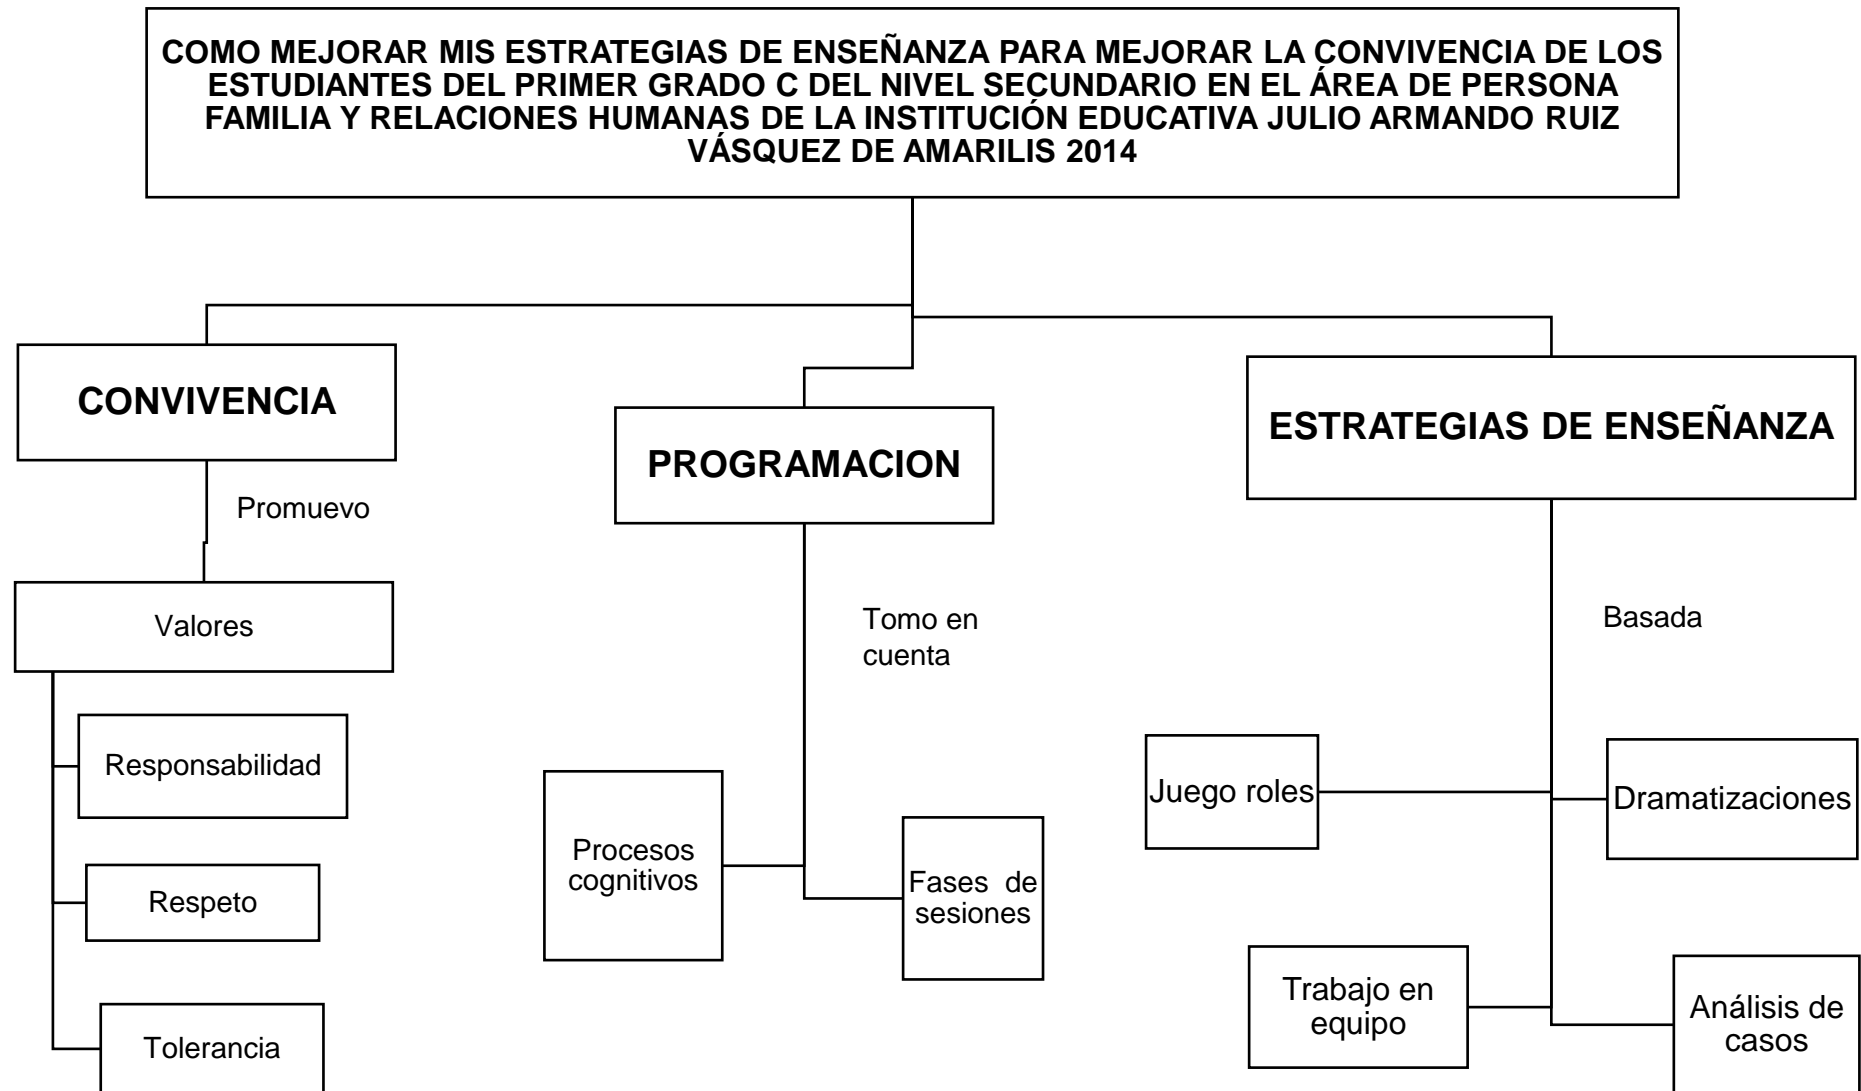 COMO MEJORAR MIS ESTRATEGIAS DE ENSEÑANZA PARA MEJORAR LA CONVIVENCIA DE LOS
ESTUDIANTES DEL PRIMER GRADO C DEL NIVEL SECUNDARIO EN EL ÁREA DE PERSONA
FAMILIA Y RELACIONES HUMANAS DE LA INSTITUCIÓN EDUCATIVA JULIO ARMANDO RUIZ
VÁSQUEZ DE AMARILIS 2014
CONVIVENCIA
Promuevo
Valores
Responsabilidad
Respeto
Tolerancia
PROGRAMACION
Tomo en
cuenta
Procesos
cognitivos
Fases de
sesiones
ESTRATEGIAS DE ENSEÑANZA
Basada
Juego roles
Dramatizaciones
Trabajo en
equipo
Análisis de
casos